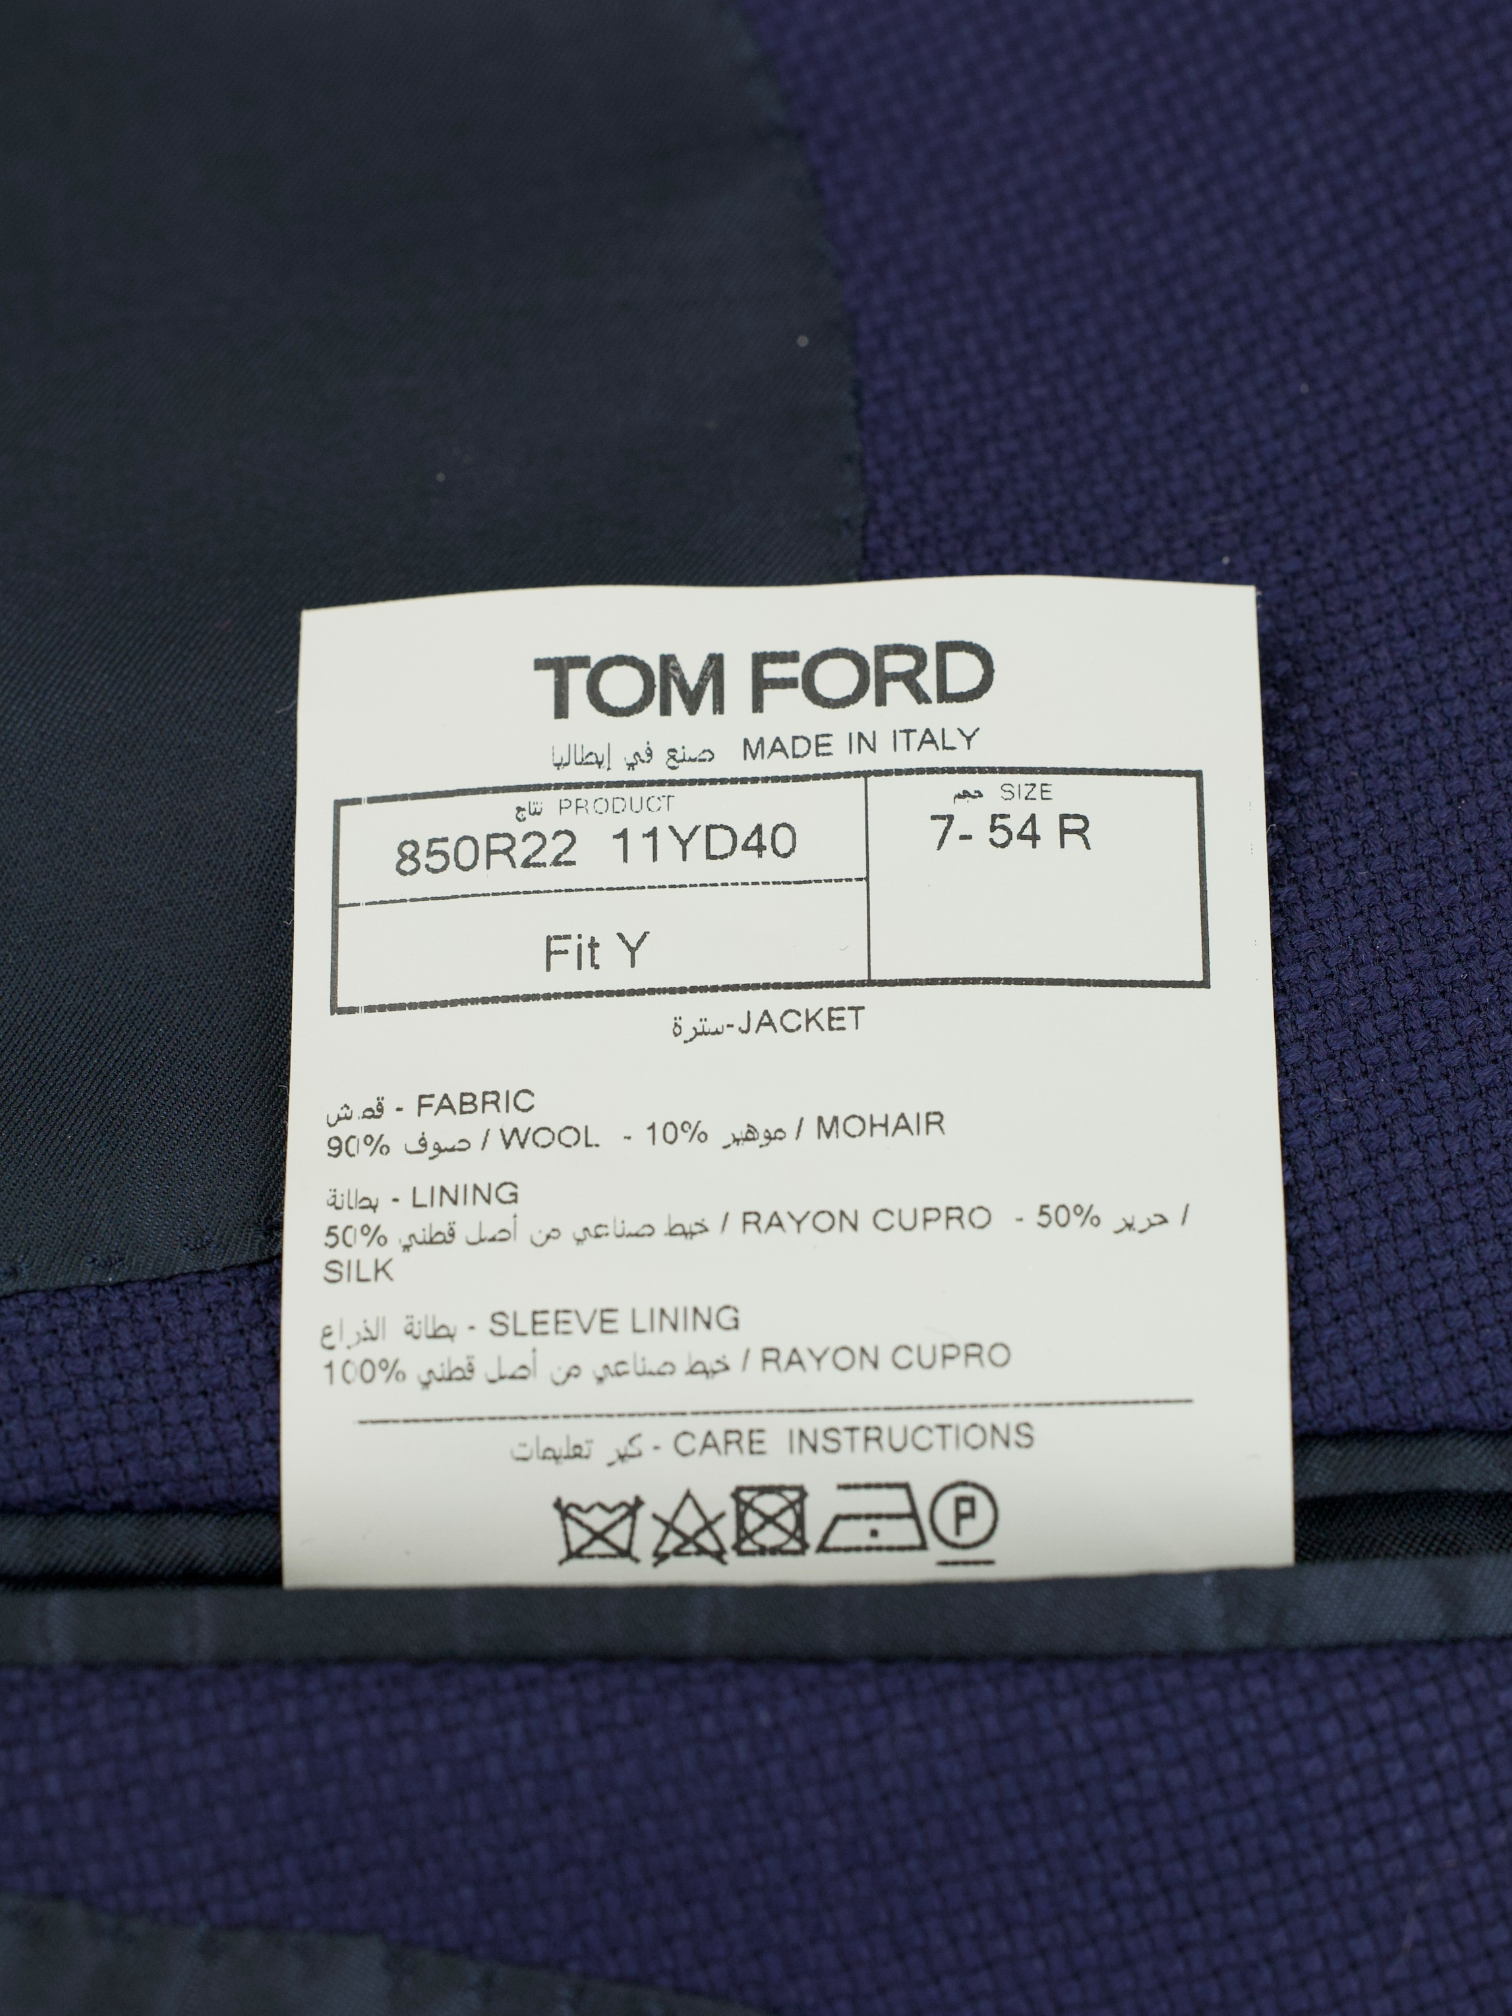 TOM FORD
صنع في إيطاليا MADE IN ITALY
نتاج PRODUCT
850R22 11YD40
Fit Y
حجم SIZE
7- 54 R
سترة-JACKET
قماش - FABRIC
90% صوف / WOOL - 10% موهير / MOHAIR
بطانة - LINING
50% خيط صناعي من أصل قطني / RAYON CUPRO - 50% حرير /
SILK
بطانة الذراع - SLEEVE LINING
100% خيط صناعي من أصل قطني / RAYON CUPRO
كير تعليمات - CARE INSTRUCTIONS
P